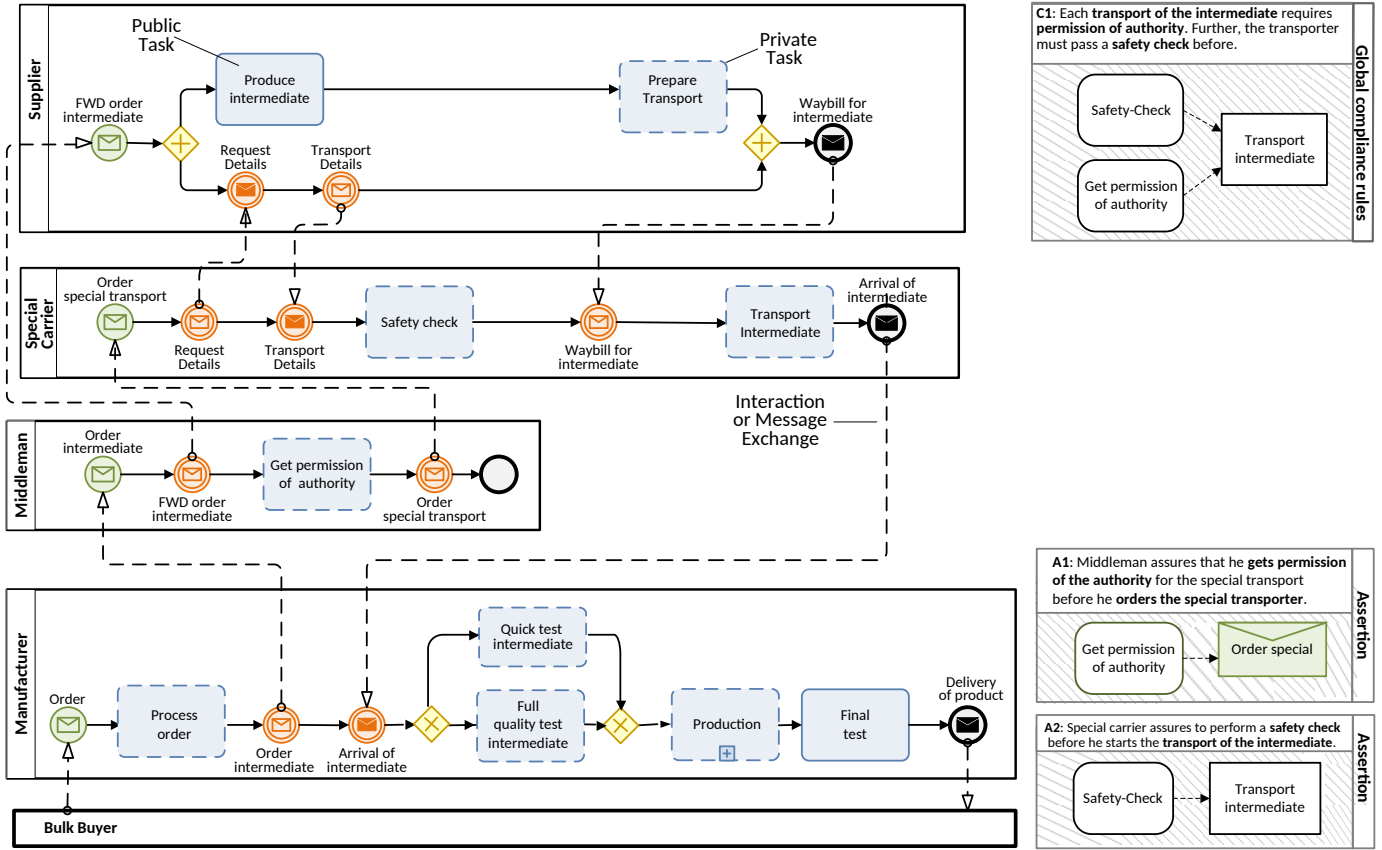 Supplier
Public
Task
Private
Task
Produce
intermediate
Prepare
Transport
FWD order
intermediate
Waybill for
intermediate
Request
Details
Transport
Details
Special
Carrier
Order
special transport
Arrival of
intermediate
Safety check
Transport
Intermediate
Request
Details
Transport
Details
Waybill for
intermediate
Interaction
or Message
Exchange
Middleman
Order
intermediate
Get permission
of authority
FWD order
intermediate
Order
special transport
Manufacturer
Quick test
intermediate
Order
Process
order
Full
quality test
intermediate
Production
Final
test
Delivery
of product
Order
intermediate
Arrival of
intermediate
Bulk Buyer
C1: Each transport of the intermediate requires
permission of authority. Further, the transporter
must pass a safety check before.
Global compliance rules
Safety-Check
Transport
intermediate
Get permission
of authority
A1: Middleman assures that he gets permission
of the authority for the special transport
before he orders the special transporter.
Assertion
Get permission
of authority
Order special
A2: Special carrier assures to perform a safety check
before he starts the transport of the intermediate.
Assertion
Safety-Check
Transport
intermediate